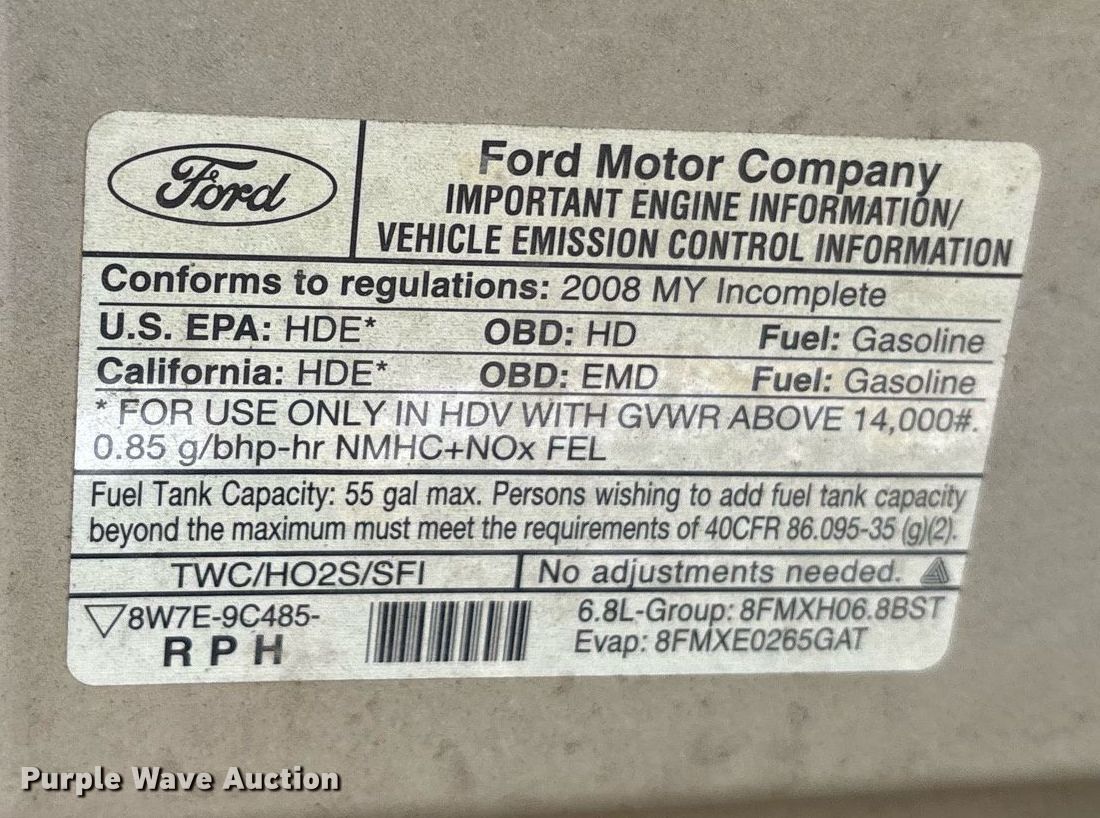 Ford
Ford Motor Company
IMPORTANT ENGINE INFORMATION/
VEHICLE EMISSION CONTROL INFORMATION
Conforms to regulations: 2008 MY Incomplete
U.S. EPA: HDE* OBD: HD Fuel: Gasoline
California: HDE* OBD: EMD Fuel: Gasoline
* FOR USE ONLY IN HDV WITH GVWR ABOVE 14,000#.
0.85 g/bhp-hr NMHC+NOx FEL
Fuel Tank Capacity: 55 gal max. Persons wishing to add fuel tank capacity
beyond the maximum must meet the requirements of 40CFR 86.095-35 (g)(2).
TWC/HO2S/SFI No adjustments needed.
8W7E-9C485- 6.8L-Group: 8FMXH06.8BST
R P H Evap: 8FMXE0265GAT
Purple Wave Auction